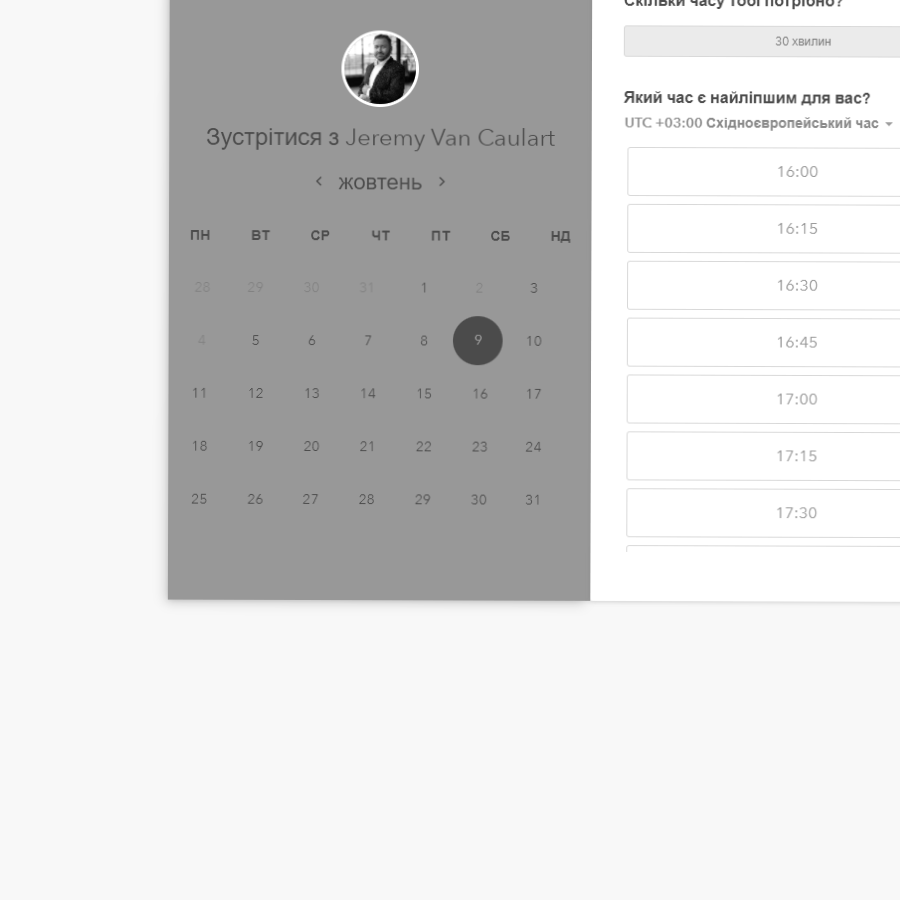 Скільки часу тобі потрібно?
30 хвилин
Який час є найліпшим для вас?
UTC +03:00 Східноєвропейський час
16:00
16:15
16:30
16:45
17:00
17:15
17:30
Зустрітися з Jeremy Van Caulart
жовтень
ПН ВТ СР ЧТ ПТ СБ НД
28 29 30 31 1 2 3
4 5 6 7 8 9 10
11 12 13 14 15 16 17
18 19 20 21 22 23 24
25 26 27 28 29 30 31